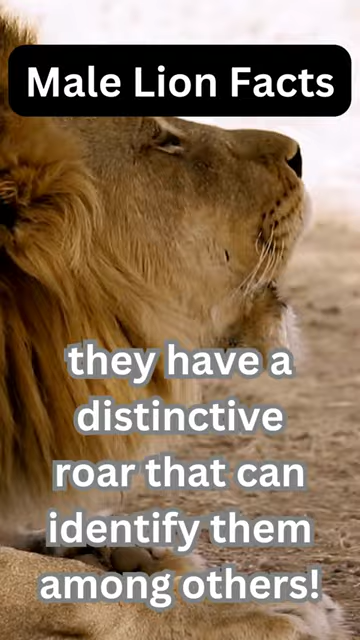 Male Lion Facts
they have a
distinctive
roar that can
identify them
among others!